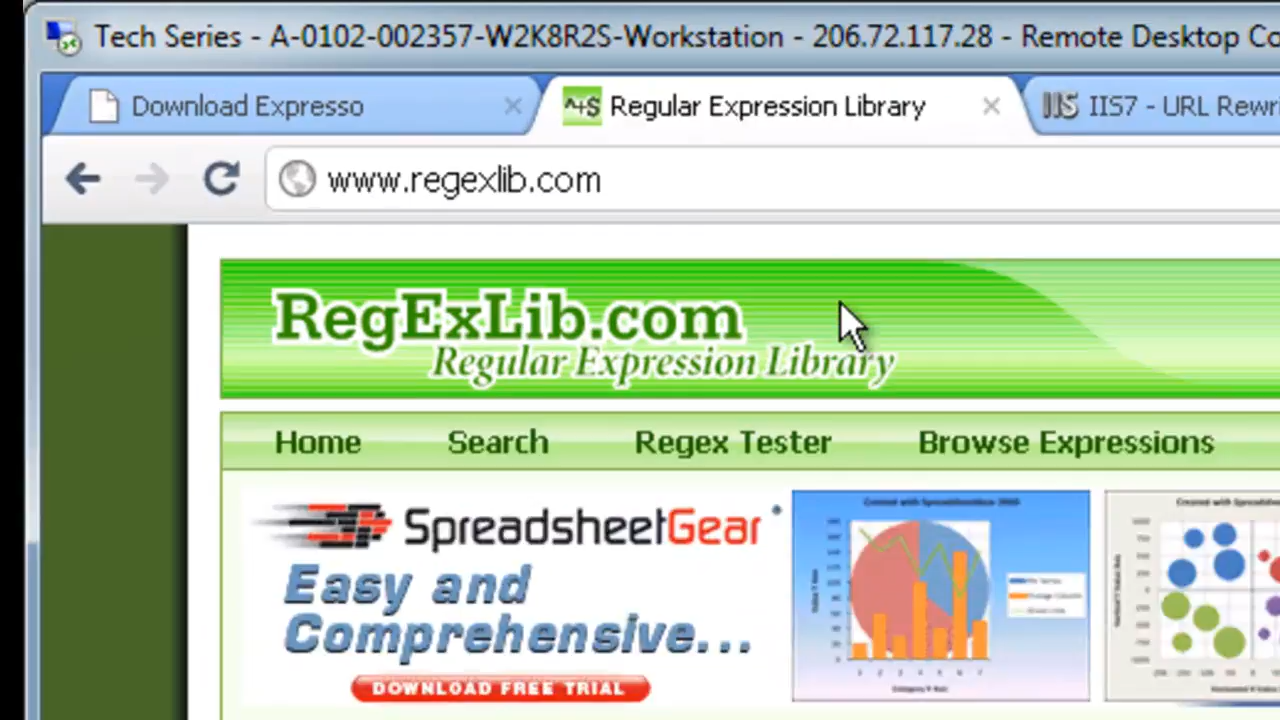 Tech Series - A-0102-002357-W2K8R2S-Workstation - 206.72.117.28 - Remote Desktop Co
Download Expresso
Regular Expression Library
IIS IIS7 - URL Rewri
www.regexlib.com
RegExLib.com
Regular Expression Library
Home Search Regex Tester Browse Expressions
SpreadsheetGear
Easy and
Comprehensive...
DOWNLOAD FREE TRIAL